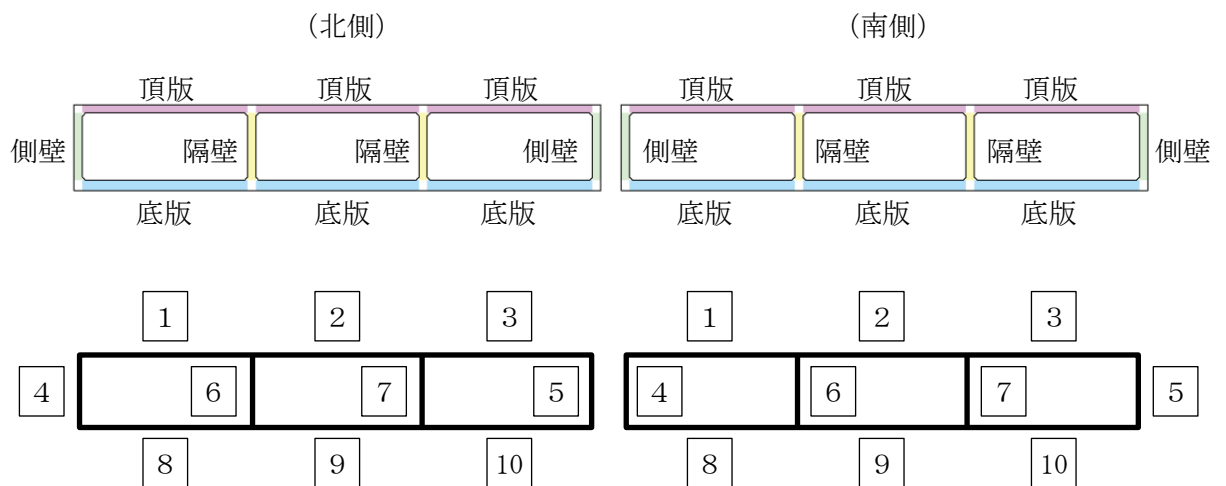 (北側) (南側)
頂版 頂版 頂版 頂版 頂版 頂版
側壁 隔壁 隔壁 側壁 側壁 隔壁 隔壁 側壁
底版 底版 底版 底版 底版 底版
1 2 3 1 2 3
4 6 7 5 4 6 7 5
8 9 10 8 9 10